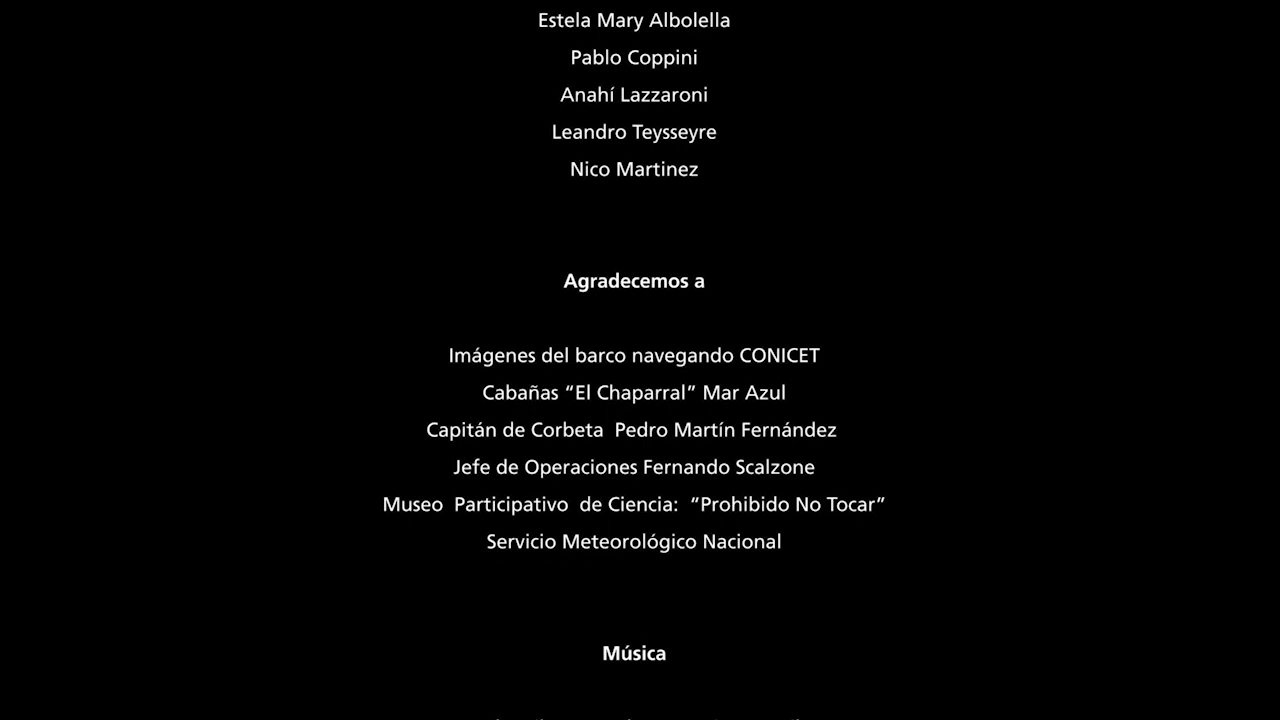 Estela Mary Albolella
Pablo Coppini
Anahí Lazzaroni
Leandro Teysseyre
Nico Martinez
Agradecemos a
Imágenes del barco navegando CONICET
Cabañas “El Chaparral” Mar Azul
Capitán de Corbeta  Pedro Martín Fernández
Jefe de Operaciones Fernando Scalzone
Museo  Participativo  de Ciencia:  “Prohibido No Tocar”
Servicio Meteorológico Nacional
Música